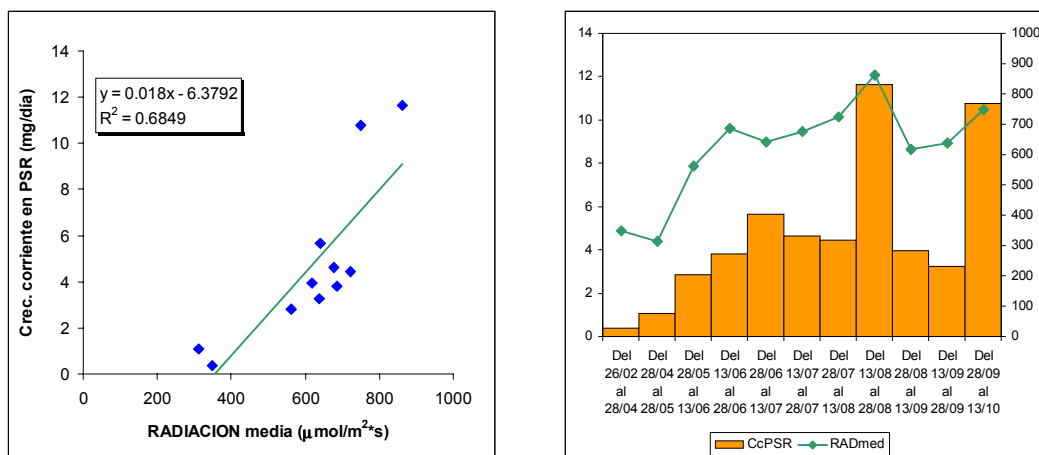 14
12
10
8
6
4
2
0
Crec. corriente en PSR (mg/día)
y = 0.018x - 6.3792
R² = 0.6849
0 200 400 600 800 1000
RADIACION media (μmol/m²*s)
14
12
10
8
6
4
2
0
1000
900
800
700
600
500
400
300
200
100
0
Del Del Del Del Del Del Del Del Del Del Del
26/02 28/04 28/05 13/06 28/06 13/07 28/07 13/08 28/08 13/09 28/09
al al al al al al al al al al al
28/04 28/05 13/06 28/06 13/07 28/07 13/08 28/08 13/09 28/09 13/10
CcPSR RADmed